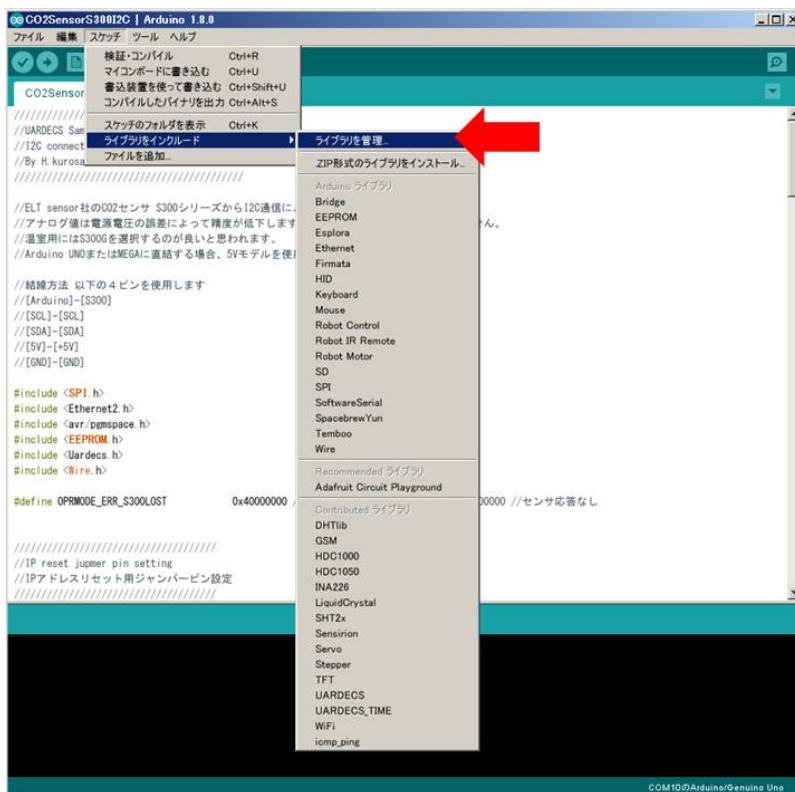 CO2SensorS300I2C | Arduino 1.8.0
ファイル 編集 スケッチ ツール ヘルプ
検証・コンパイル Ctrl+R
マイコンボードに書き込む Ctrl+U
書込装置を使って書き込む Ctrl+Shift+U
コンパイルしたバイナリを出力 Ctrl+Alt+S
スケッチのフォルダを表示 Ctrl+K
ライブラリをインクルード
ファイルを追加...
ライブラリを管理...
ZIP形式のライブラリをインストール...
Arduino ライブラリ
Bridge
EEPROM
Esplora
Ethernet
Firmata
HID
Keyboard
Mouse
Robot Control
Robot IR Remote
Robot Motor
SD
SPI
SoftwareSerial
SpacebrewYun
Temboo
Wire
Recommended ライブラリ
Adafruit Circuit Playground
Contributed ライブラリ
DHTlib
GSM
HDC1000
HDC1050
INA226
LiquidCrystal
SHT2x
Sensirion
Servo
Stepper
TFT
UARDECS
UARDECS_TIME
WiFi
icmp_ping
CO2Sensor
//UARDECS Sam
//I2C connect
//By H.kurosa
//ELT sensor社のCO2センサ S300シリーズからI2C通信に
//アナログ値は電源電圧の誤差によって精度が低下します せん。
//温室用にはS300Gを選択するのが良いと思われます。
//Arduino UNOまたはMEGAに直結する場合、5Vモデルを使
//結線方法 以下の4ピンを使用します
//[Arduino]-[S300]
//[SCL]-[SCL]
//[SDA]-[SDA]
//[5V]-[+5V]
//[GND]-[GND]
#include <SPI.h>
#include <Ethernet2.h>
#include <avr/pgmspace.h>
#include <EEPROM.h>
#include <Uardecs.h>
#include <Wire.h>
#define OPRMODE_ERR_S300LOST 0x40000000 / 00000 //センサ応答なし
//IP reset jupmer pin setting
//IPアドレスリセット用ジャンパーピン設定
COM10のArduino/Genuino Uno